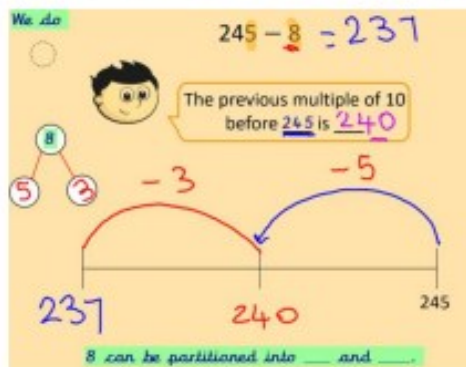 We do
245 - 8 = 237
The previous multiple of 10
before 245 is 240
8
5 3
- 3 - 5
237 240 245
8 can be partitioned into ___ and ___.